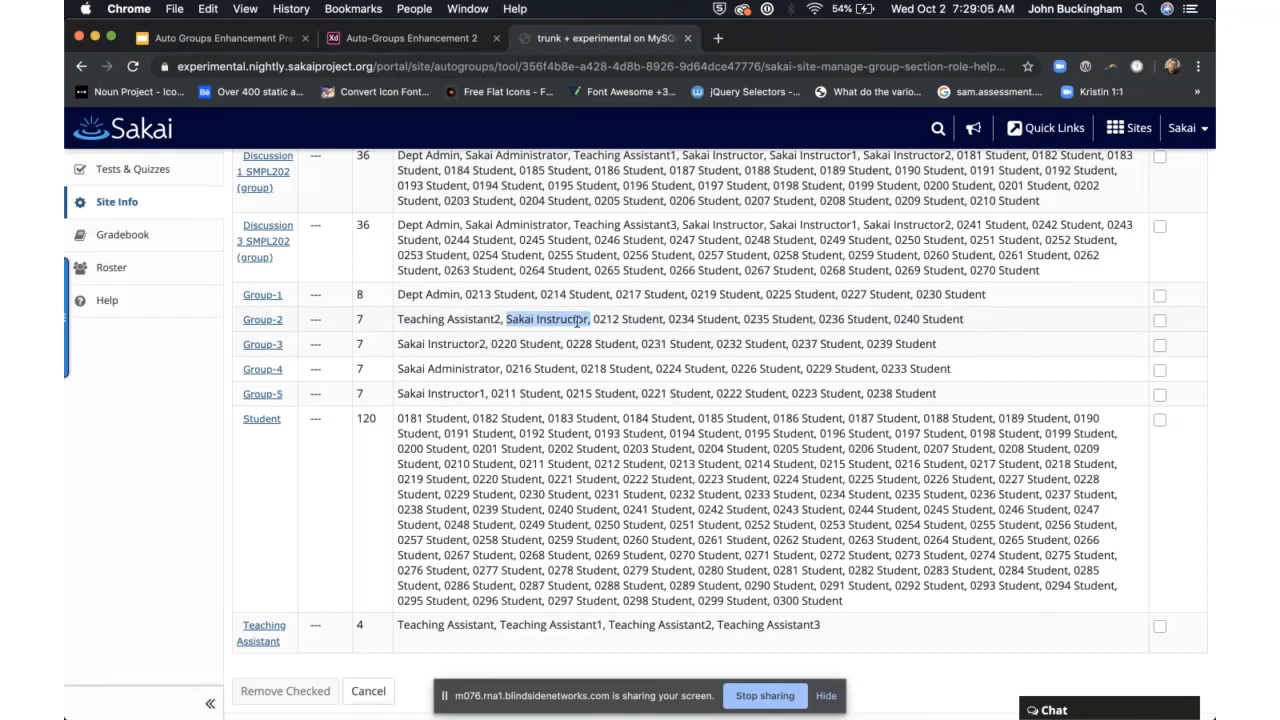 Chrome File Edit View History Bookmarks People Window Help 54% Wed Oct 2 7:29:05 AM John Buckingham
Auto Groups Enhancement Pre
Xd Auto-Groups Enhancement 2
trunk + experimental on MySQ
experimental.nightly.sakaiproject.org/portal/site/autogroups/tool/356f4b8e-a428-4d8b-8926-9d64dce47776/sakai-site-manage-group-section-role-help...
Noun Project - Ico... Bē Over 400 static a... Convert Icon Font... Free Flat Icons - F... Font Awesome +3... jQuery Selectors -... What do the vario... sam.assessment.... Kristin 1:1 »
Sakai Quick Links Sites Sakai
Tests & Quizzes
Site Info
Gradebook
Roster
Help
Discussion --- 36 Dept Admin, Sakai Administrator, Teaching Assistant1, Sakai Instructor, Sakai Instructor1, Sakai Instructor2, 0181 Student, 0182 Student, 0183
1 SMPL202 Student, 0184 Student, 0185 Student, 0186 Student, 0187 Student, 0188 Student, 0189 Student, 0190 Student, 0191 Student, 0192 Student,
(group) 0193 Student, 0194 Student, 0195 Student, 0196 Student, 0197 Student, 0198 Student, 0199 Student, 0200 Student, 0201 Student, 0202
Student, 0203 Student, 0204 Student, 0205 Student, 0206 Student, 0207 Student, 0208 Student, 0209 Student, 0210 Student
Discussion --- 36 Dept Admin, Sakai Administrator, Teaching Assistant3, Sakai Instructor, Sakai Instructor1, Sakai Instructor2, 0241 Student, 0242 Student, 0243
3 SMPL202 Student, 0244 Student, 0245 Student, 0246 Student, 0247 Student, 0248 Student, 0249 Student, 0250 Student, 0251 Student, 0252 Student,
(group) 0253 Student, 0254 Student, 0255 Student, 0256 Student, 0257 Student, 0258 Student, 0259 Student, 0260 Student, 0261 Student, 0262
Student, 0263 Student, 0264 Student, 0265 Student, 0266 Student, 0267 Student, 0268 Student, 0269 Student, 0270 Student
Group-1 --- 8 Dept Admin, 0213 Student, 0214 Student, 0217 Student, 0219 Student, 0225 Student, 0227 Student, 0230 Student
Group-2 --- 7 Teaching Assistant2, Sakai Instructor, 0212 Student, 0234 Student, 0235 Student, 0236 Student, 0240 Student
Group-3 --- 7 Sakai Instructor2, 0220 Student, 0228 Student, 0231 Student, 0232 Student, 0237 Student, 0239 Student
Group-4 --- 7 Sakai Administrator, 0216 Student, 0218 Student, 0224 Student, 0226 Student, 0229 Student, 0233 Student
Group-5 --- 7 Sakai Instructor1, 0211 Student, 0215 Student, 0221 Student, 0222 Student, 0223 Student, 0238 Student
Student --- 120 0181 Student, 0182 Student, 0183 Student, 0184 Student, 0185 Student, 0186 Student, 0187 Student, 0188 Student, 0189 Student, 0190
Student, 0191 Student, 0192 Student, 0193 Student, 0194 Student, 0195 Student, 0196 Student, 0197 Student, 0198 Student, 0199 Student,
0200 Student, 0201 Student, 0202 Student, 0203 Student, 0204 Student, 0205 Student, 0206 Student, 0207 Student, 0208 Student, 0209
Student, 0210 Student, 0211 Student, 0212 Student, 0213 Student, 0214 Student, 0215 Student, 0216 Student, 0217 Student, 0218 Student,
0219 Student, 0220 Student, 0221 Student, 0222 Student, 0223 Student, 0224 Student, 0225 Student, 0226 Student, 0227 Student, 0228
Student, 0229 Student, 0230 Student, 0231 Student, 0232 Student, 0233 Student, 0234 Student, 0235 Student, 0236 Student, 0237 Student,
0238 Student, 0239 Student, 0240 Student, 0241 Student, 0242 Student, 0243 Student, 0244 Student, 0245 Student, 0246 Student, 0247
Student, 0248 Student, 0249 Student, 0250 Student, 0251 Student, 0252 Student, 0253 Student, 0254 Student, 0255 Student, 0256 Student,
0257 Student, 0258 Student, 0259 Student, 0260 Student, 0261 Student, 0262 Student, 0263 Student, 0264 Student, 0265 Student, 0266
Student, 0267 Student, 0268 Student, 0269 Student, 0270 Student, 0271 Student, 0272 Student, 0273 Student, 0274 Student, 0275 Student,
0276 Student, 0277 Student, 0278 Student, 0279 Student, 0280 Student, 0281 Student, 0282 Student, 0283 Student, 0284 Student, 0285
Student, 0286 Student, 0287 Student, 0288 Student, 0289 Student, 0290 Student, 0291 Student, 0292 Student, 0293 Student, 0294 Student,
0295 Student, 0296 Student, 0297 Student, 0298 Student, 0299 Student, 0300 Student
Teaching --- 4 Teaching Assistant, Teaching Assistant1, Teaching Assistant2, Teaching Assistant3
Assistant
Remove Checked Cancel
m076.rna1.blindsidenetworks.com is sharing your screen. Stop sharing Hide
Chat